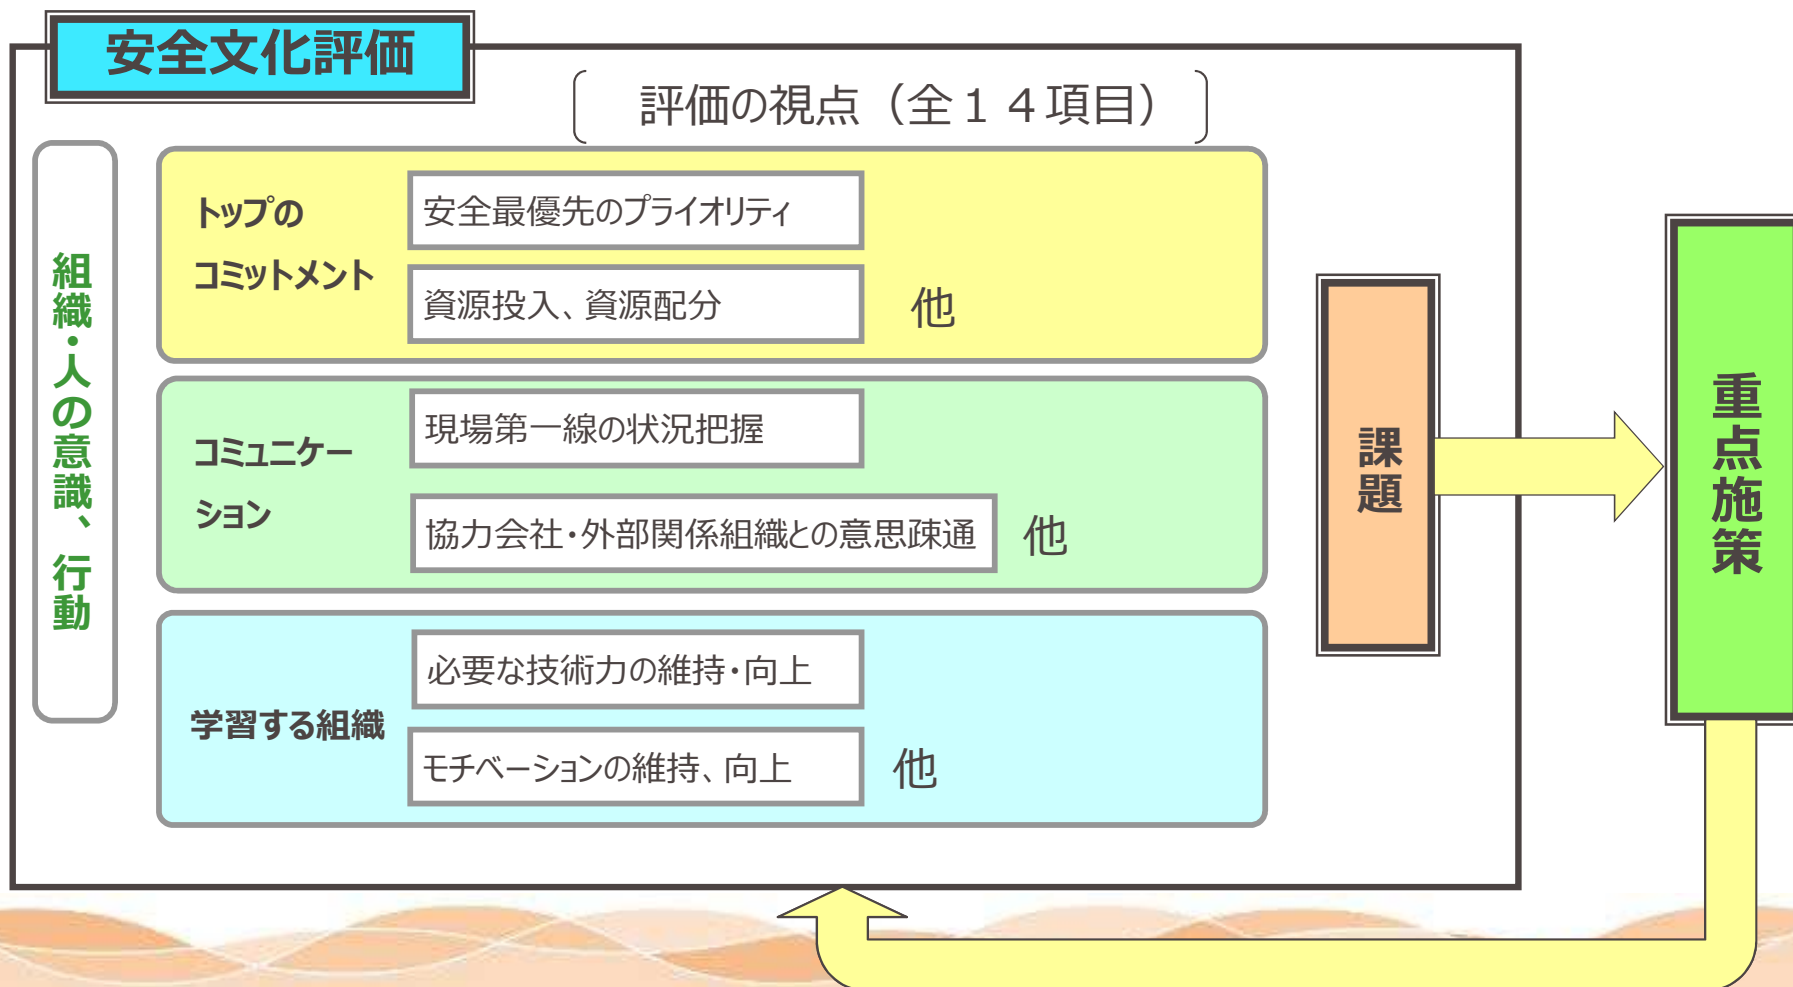 安全文化評価
評価の視点（全１４項目）
組織・人の意識、行動
トップの
コミットメント
安全最優先のプライオリティ
資源投入、資源配分
他
コミュニケー
ション
現場第一線の状況把握
協力会社・外部関係組織との意思疎通
他
学習する組織
必要な技術力の維持・向上
モチベーションの維持、向上
他
課題
重点施策